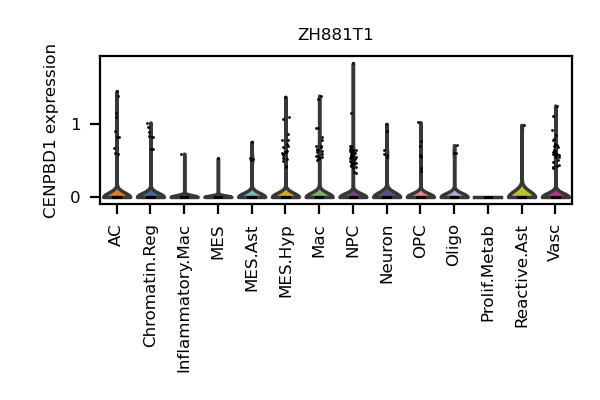 ZH881T1
CENPBD1 expression
1
0
AC
Chromatin.Reg
Inflammatory.Mac
MES
MES.Ast
MES.Hyp
Mac
NPC
Neuron
OPC
Oligo
Prolif.Metab
Reactive.Ast
Vasc